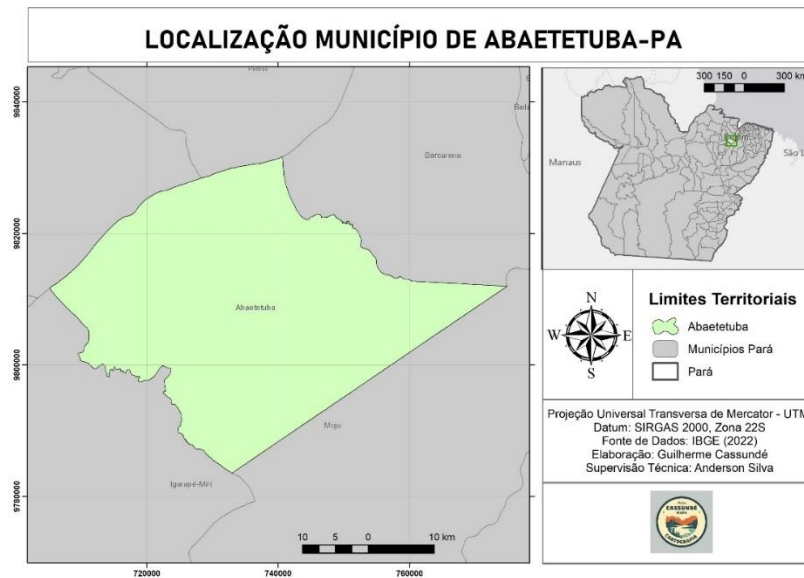 LOCALIZAÇÃO MUNICÍPIO DE ABAETETUBA-PA
9840000
9820000
9800000
9780000
720000
740000
760000
Barcarena
Abaetetuba
Moju
Igarapé-Miri
10 5 0 10 km
300 150 0 300 km
Manaus
São L
N
W E
S
Limites Territoriais
Abaetetuba
Municípios Pará
Pará
Projeção Universal Transversa de Mercator - UTM
Datum: SIRGAS 2000, Zona 22S
Fonte de Dados: IBGE (2022)
Elaboração: Guilherme Cassundé
Supervisão Técnica: Anderson Silva
CASSUNDÉ
CARTOGRAFIA